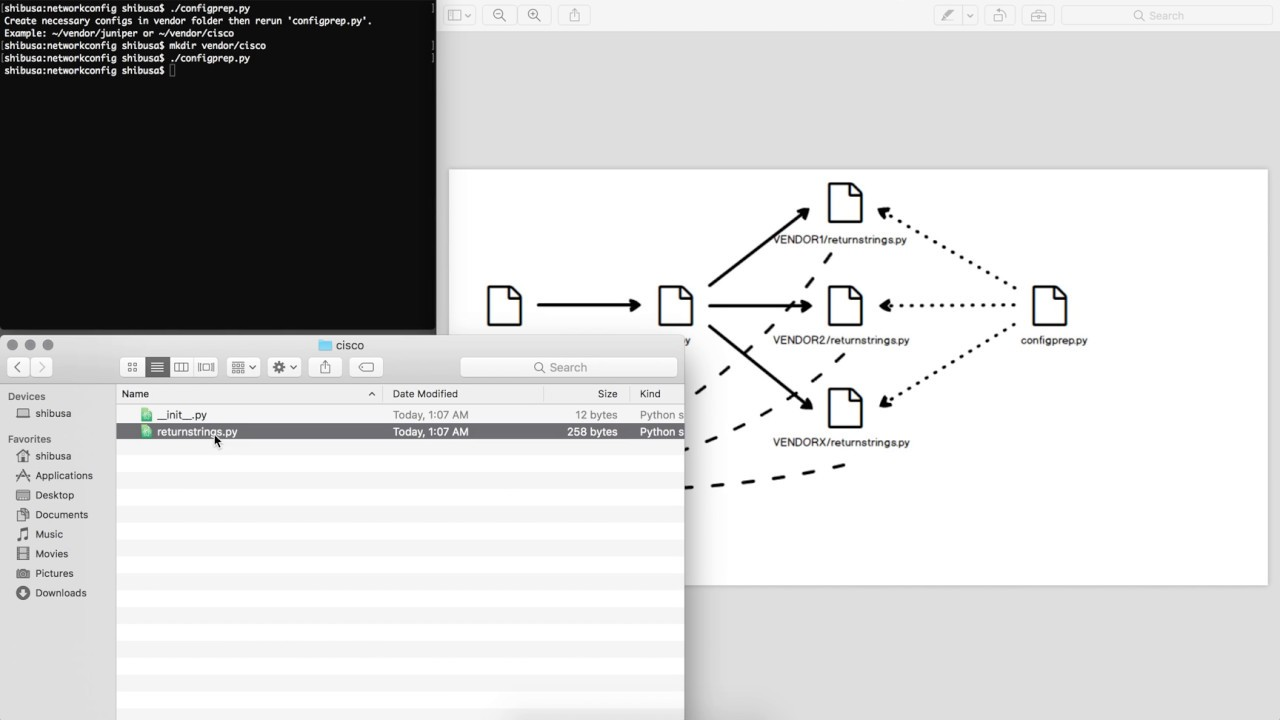 [shibusa:networkconfig shibusa$ ./configprep.py ]
Create necessary configs in vendor folder then rerun 'configprep.py'.
Example: ~/vendor/juniper or ~/vendor/cisco
[shibusa:networkconfig shibusa$ mkdir vendor/cisco ]
[shibusa:networkconfig shibusa$ ./configprep.py ]
shibusa:networkconfig shibusa$
Search
VENDOR1/returnstrings.py
y
VENDOR2/returnstrings.py
configprep.py
VENDORX/returnstrings.py
cisco
Search
Devices
shibusa
Favorites
shibusa
Applications
Desktop
Documents
Music
Movies
Pictures
Downloads
Name Date Modified Size Kind
__init__.py Today, 1:07 AM 12 bytes Python s
returnstrings.py Today, 1:07 AM 258 bytes Python s